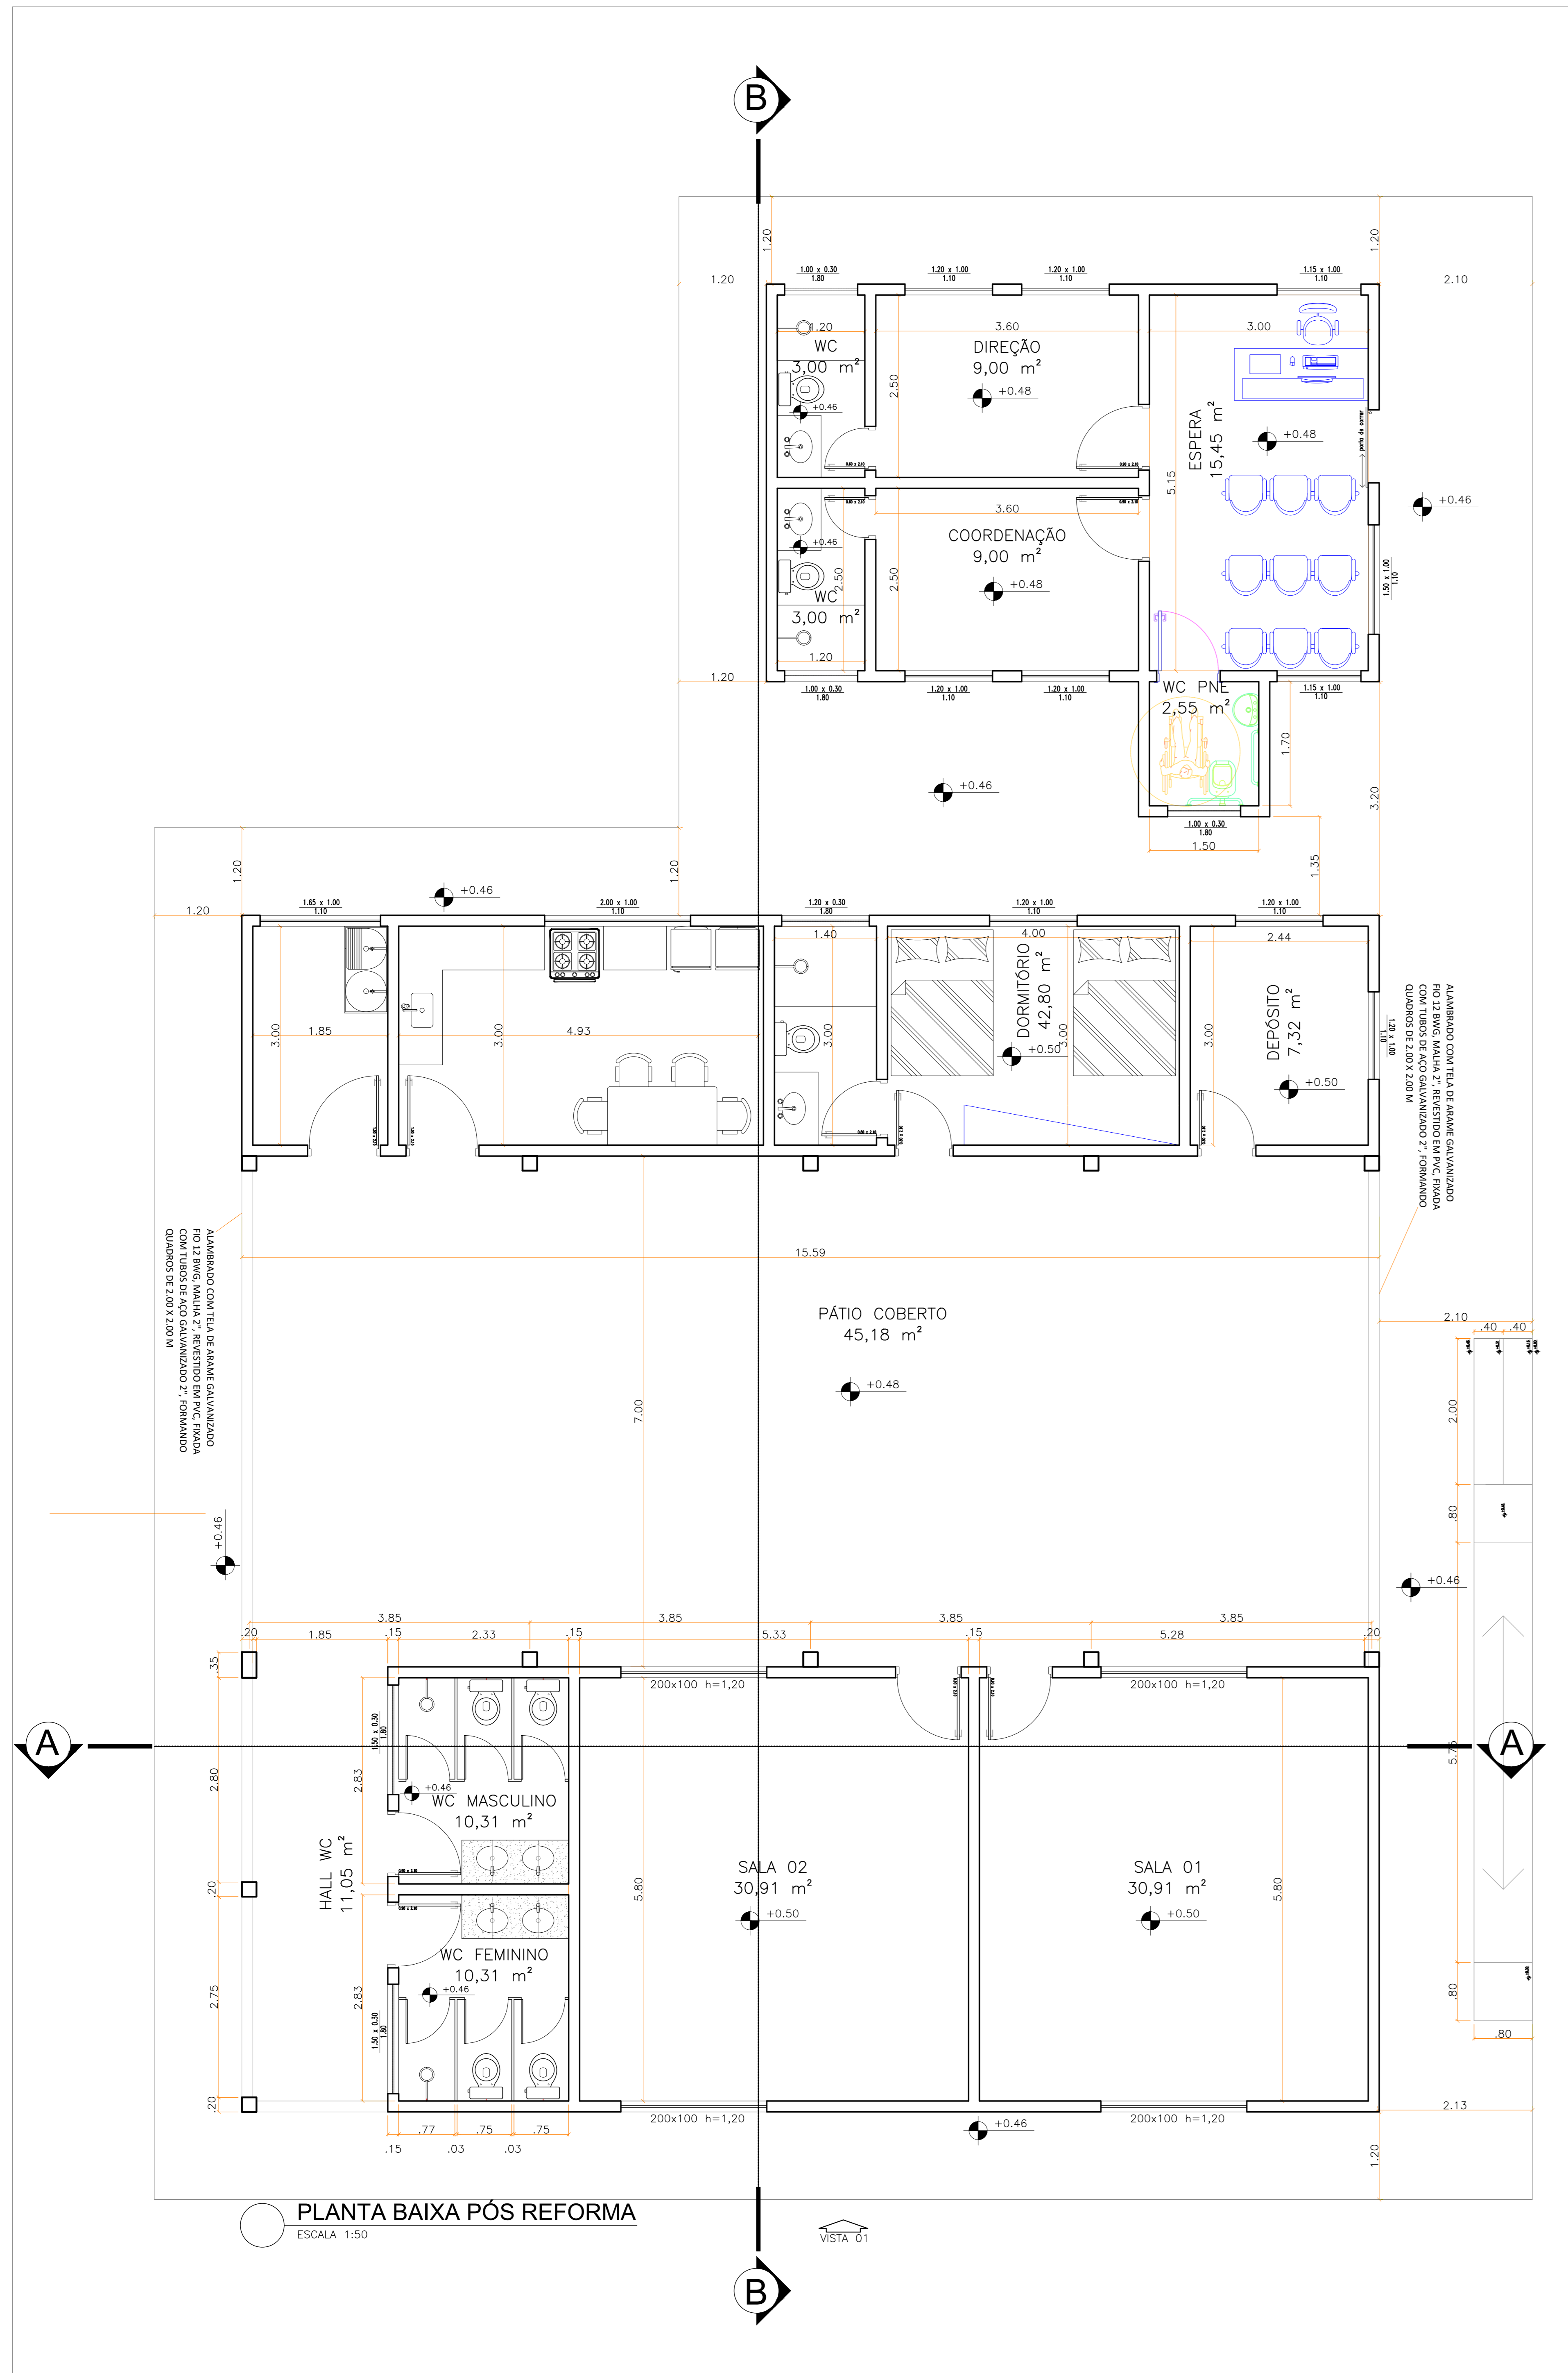 B
1.20
1.20
1.20
1.00 x 0.30
1.80
1.20 x 1.00
1.10
1.20 x 1.00
1.10
1.15 x 1.00
1.10
2.10
1.20
WC
3,00 m²
+0.46
3.60
DIREÇÃO
9,00 m²
+0.48
2.50
3.00
ESPERA
15,45 m²
+0.48
5.15
porta de correr
+0.46
3.60
COORDENAÇÃO
9,00 m²
+0.48
2.50
+0.46
2.50
WC
3,00 m²
1.20
1.50 x 1.00
1.10
1.20
1.00 x 0.30
1.80
1.20 x 1.00
1.10
1.20 x 1.00
1.10
WC PNE
2,55 m²
1.15 x 1.00
1.10
1.70
3.20
+0.46
1.00 x 0.30
1.80
1.50
1.35
1.20
1.20
1.20
+0.46
1.65 x 1.00
1.10
2.00 x 1.00
1.10
1.20 x 0.30
1.80
1.20 x 1.00
1.10
1.20 x 1.00
1.10
3.00
1.85
3.00
4.93
1.40
3.00
4.00
DORMITÓRIO
42,80 m²
+0.50
3.00
2.44
3.00
DEPÓSITO
7,32 m²
+0.50
1.20 x 1.00
1.10
ALAMBRADO COM TELA DE ARAME GALVANIZADO
FIO 12 BWG, MALHA 2", REVESTIDO EM PVC, FIXADA
COM TUBOS DE AÇO GALVANIZADO 2", FORMANDO
QUADROS DE 2.00 X 2.00 M
ALAMBRADO COM TELA DE ARAME GALVANIZADO
FIO 12 BWG, MALHA 2", REVESTIDO EM PVC, FIXADA
COM TUBOS DE AÇO GALVANIZADO 2", FORMANDO
QUADROS DE 2.00 X 2.00 M
15.59
PÁTIO COBERTO
45,18 m²
+0.48
7.00
2.10
.40
.40
2.00
.80
+0.46
+0.46
3.85
3.85
3.85
3.85
.20
1.85
.15
2.33
.15
5.33
.15
5.28
.20
.35
200x100 h=1,20
200x100 h=1,20
A
A
5.75
1.50 x 0.30
1.80
2.80
2.83
+0.46
WC MASCULINO
10,31 m²
HALL WC
11,05 m²
.20
5.80
SALA 02
30,91 m²
+0.50
SALA 01
30,91 m²
+0.50
5.80
WC FEMININO
10,31 m²
+0.46
2.75
2.83
1.50 x 0.30
1.80
.80
.80
.20
.77
.75
.75
.15
.03
.03
200x100 h=1,20
200x100 h=1,20
+0.46
2.13
1.20
PLANTA BAIXA PÓS REFORMA
ESCALA 1:50
VISTA 01
B